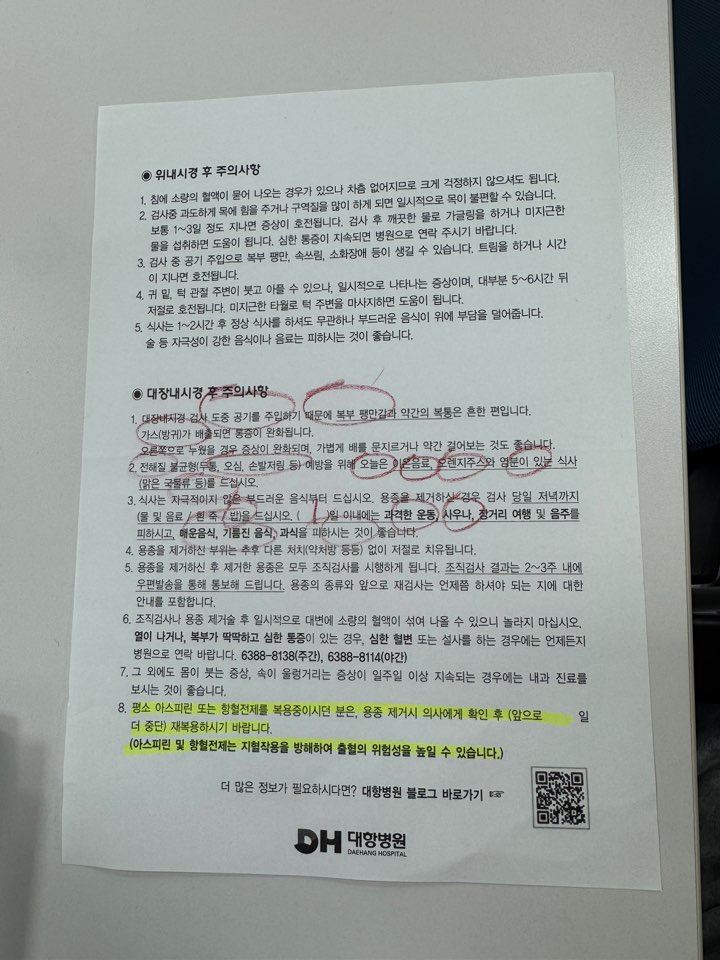 ◉ 위내시경 후 주의사항
1. 침에 소량의 혈액이 묻어 나오는 경우가 있으나 차츰 없어지므로 크게 걱정하지 않으셔도 됩니다.
2. 검사중 과도하게 목에 힘을 주거나 구역질을 많이 하게 되면 일시적으로 목이 불편할 수 있습니다.
보통 1~3일 정도 지나면 증상이 호전됩니다. 검사 후 깨끗한 물로 가글링을 하거나 미지근한
물을 섭취하면 도움이 됩니다. 심한 통증이 지속되면 병원으로 연락 주시기 바랍니다.
3. 검사 중 공기 주입으로 복부 팽만, 속쓰림, 소화장애 등이 생길 수 있습니다. 트림을 하거나 시간
이 지나면 호전됩니다.
4. 귀 밑, 턱 관절 주변이 붓고 아플 수 있으나, 일시적으로 나타나는 증상이며, 대부분 5~6시간 뒤
저절로 호전됩니다. 미지근한 타월로 턱 주변을 마사지하면 도움이 됩니다.
5. 식사는 1~2시간 후 정상 식사를 하셔도 무관하나 부드러운 음식이 위에 부담을 덜어줍니다.
술 등 자극성이 강한 음식이나 음료는 피하시는 것이 좋습니다.
◉ 대장내시경 후 주의사항
1. 대장내시경 검사 도중 공기를 주입하기 때문에 복부 팽만감과 약간의 복통은 흔한 편입니다.
가스(방귀)가 배출되면 통증이 완화됩니다.
오른쪽으로 누웠을 경우 증상이 완화되며, 가볍게 배를 문지르거나 약간 걸어보는 것도 좋습니다.
2. 전해질 불균형(두통, 오심, 손발저림 등) 예방을 위해 오늘은 이온음료, 오렌지주스와 염분이 있는 식사
(맑은 국물류 등)를 드십시오.
3. 식사는 자극적이지 않은 부드러운 음식부터 드십시오. 용종을 제거하실 경우 검사 당일 저녁까지
(물 및 음료 / 흰 죽 / 밥)을 드십시오. ( )일 이내에는 과격한 운동, 사우나, 장거리 여행 및 음주를
피하시고, 매운음식, 기름진 음식, 과식을 피하시는 것이 좋습니다.
4. 용종을 제거하신 부위는 추후 다른 처치(약처방 등등) 없이 저절로 치유됩니다.
5. 용종을 제거하신 후 제거한 용종은 모두 조직검사를 시행하게 됩니다. 조직검사 결과는 2~3주 내에
우편발송을 통해 통보해 드립니다. 용종의 종류와 앞으로 재검사는 언제쯤 하셔야 되는 지에 대한
안내를 포함합니다.
6. 조직검사나 용종 제거술 후 일시적으로 대변에 소량의 혈액이 섞여 나올 수 있으니 놀라지 마십시오.
열이 나거나, 복부가 딱딱하고 심한 통증이 있는 경우, 심한 혈변 또는 설사를 하는 경우에는 언제든지
병원으로 연락 바랍니다. 6388-8138(주간), 6388-8114(야간)
7. 그 외에도 몸이 붓는 증상, 속이 울렁거리는 증상이 일주일 이상 지속되는 경우에는 내과 진료를
보시는 것이 좋습니다.
8. 평소 아스피린 또는 항혈전제를 복용중이시던 분은, 용종 제거시 의사에게 확인 후 (앞으로 일
더 중단) 재복용하시기 바랍니다.
(아스피린 및 항혈전제는 지혈작용을 방해하여 출혈의 위험성을 높일 수 있습니다.)
더 많은 정보가 필요하시다면? 대항병원 블로그 바로가기 ☞
DH 대항병원
DAEHANG HOSPITAL